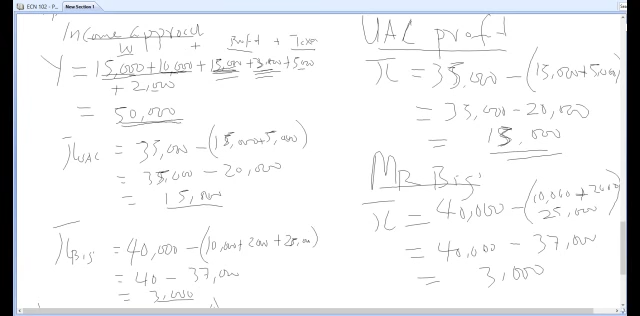 ECN 102 - P...
New Section 1
Income Approach
W + Profit + Taxes
Y = 15,000 + 10,000 + 15,000 + 3,000 + 5,000
+ 2,000
= 50,000
π UAC = 35,000 - (15,000 + 5,000)
= 35,000 - 20,000
= 15,000
π Big = 40,000 - (10,000 + 2000 + 25,000)
= 40 - 37,000
= 3,000
UAC profit
π = 35,000 - (15,000 + 5,000)
= 35,000 - 20,000
= 15,000
Mr Bigs
π = 40,000 - (10,000 + 2000
25,000)
= 40,000 - 37,000
= 3,000